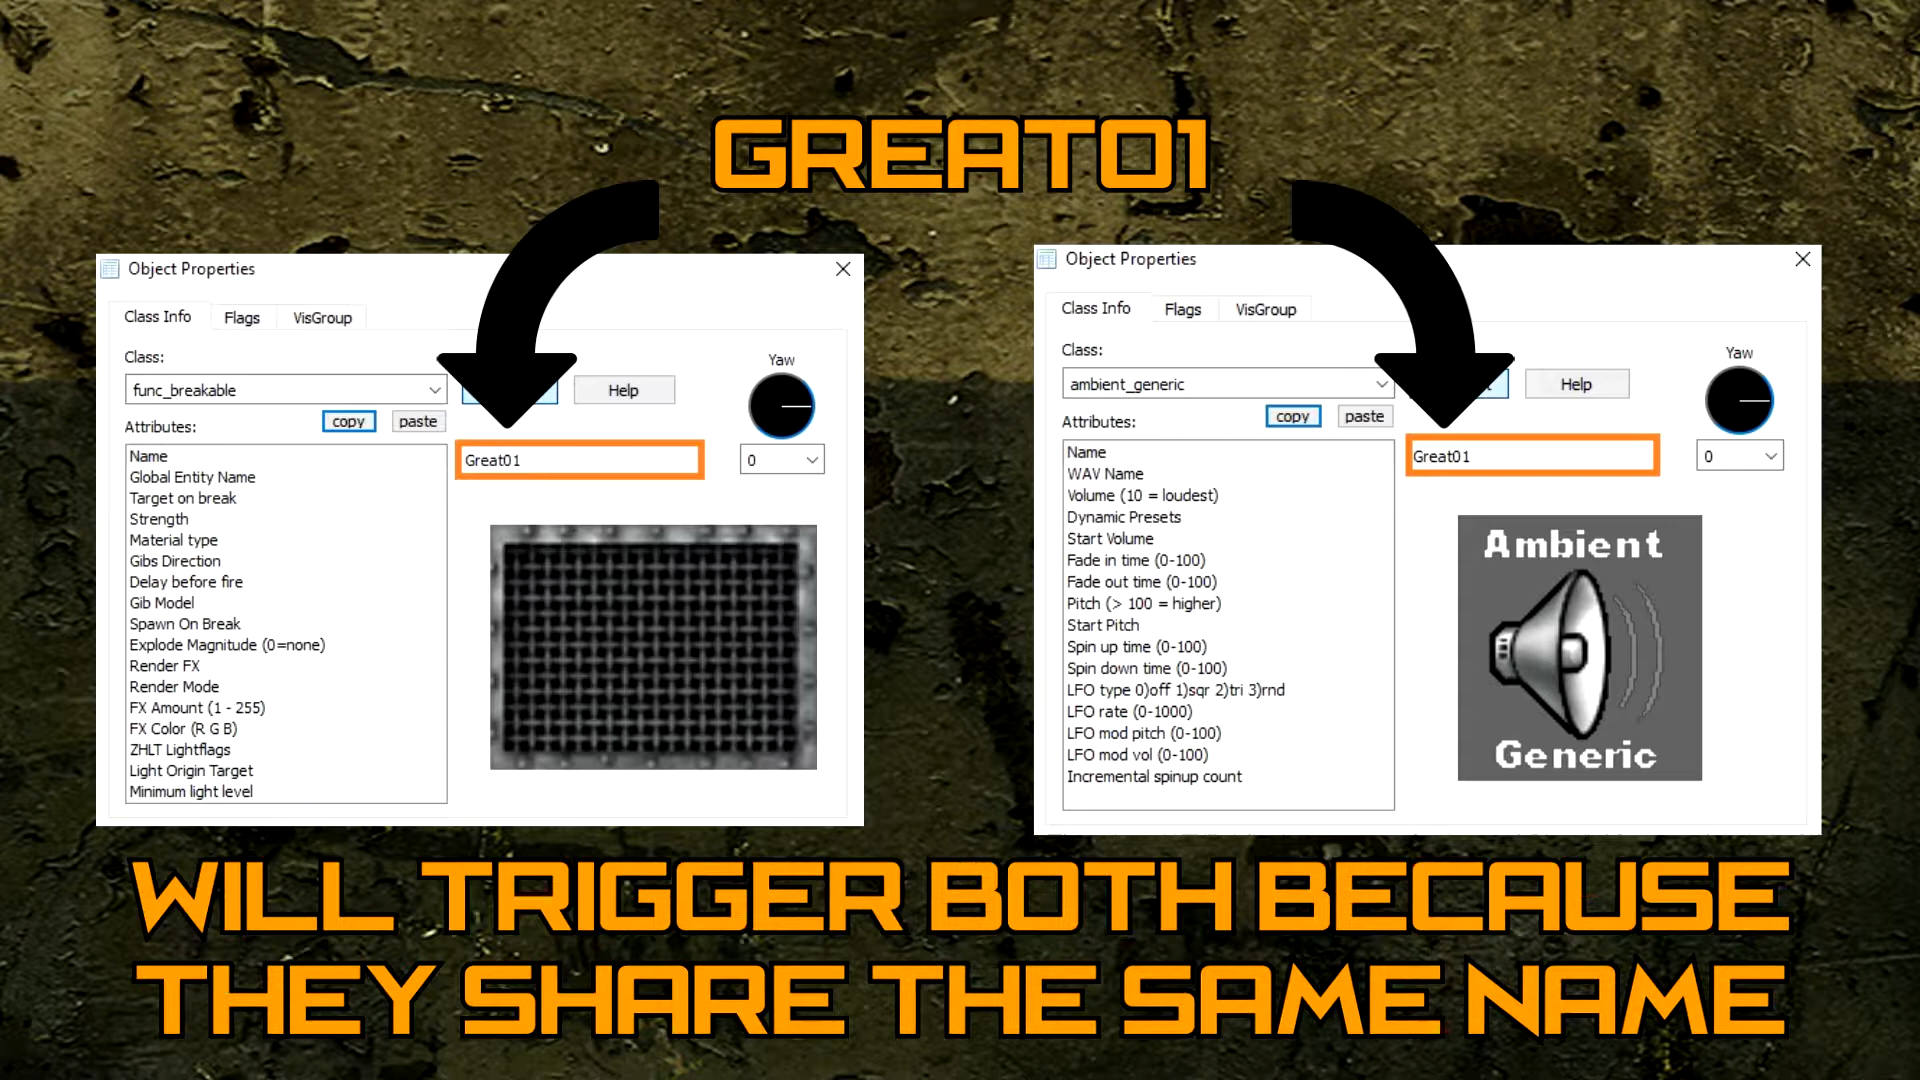 GREAT01
Object Properties
Class Info Flags VisGroup
Class:
func_breakable
Help
Yaw
Attributes:
copy paste
Great01
0
Name
Global Entity Name
Target on break
Strength
Material type
Gibs Direction
Delay before fire
Gib Model
Spawn On Break
Explode Magnitude (0=none)
Render FX
Render Mode
FX Amount (1 - 255)
FX Color (R G B)
ZHLT Lightflags
Light Origin Target
Minimum light level
Object Properties
Class Info Flags VisGroup
Class:
ambient_generic
Help
Yaw
Attributes:
copy paste
Great01
0
Name
WAV Name
Volume (10 = loudest)
Dynamic Presets
Start Volume
Fade in time (0-100)
Fade out time (0-100)
Pitch (> 100 = higher)
Start Pitch
Spin up time (0-100)
Spin down time (0-100)
LFO type 0)off 1)sqr 2)tri 3)rnd
LFO rate (0-1000)
LFO mod pitch (0-100)
LFO mod vol (0-100)
Incremental spinup count
Ambient
Generic
WILL TRIGGER BOTH BECAUSE
THEY SHARE THE SAME NAME